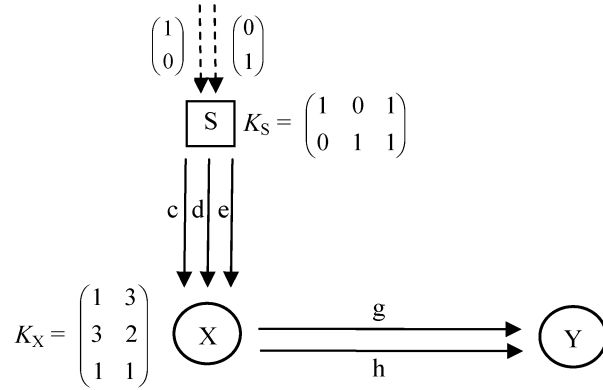 (1 0) (0 1)
S
K_S = (1 0 1
0 1 1)
c d e
K_X = (1 3
3 2
1 1)
X
g
h
Y